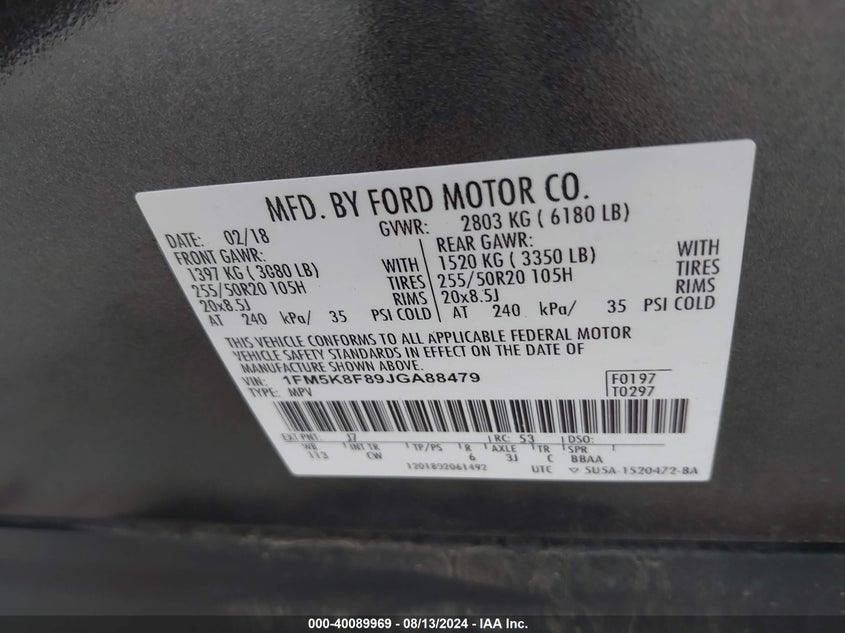 MFD. BY FORD MOTOR CO.
DATE: 02/18 GVWR: 2803 KG ( 6180 LB)
FRONT GAWR: REAR GAWR:
1397 KG ( 3080 LB) WITH 1520 KG ( 3350 LB) WITH
255/50R20 105H TIRES 255/50R20 105H TIRES
20x8.5J RIMS 20x8.5J RIMS
AT 240 kPa/ 35 PSI COLD AT 240 kPa/ 35 PSI COLD
THIS VEHICLE CONFORMS TO ALL APPLICABLE FEDERAL MOTOR
VEHICLE SAFETY STANDARDS IN EFFECT ON THE DATE OF
MANUFACTURE SHOWN ABOVE.
VIN: 1FM5K8F89JGA88479 F0197
TYPE: MPV T0297
EXT PNT: J7 RC: 53 DSO:
WB INT TR TP/PS R AXLE TR SPR
113 CW 6 3J C BBAA
1201802061492 UTC ▽ 5U5A-1520472-BA
000-40089969 - 08/13/2024 - IAA Inc.